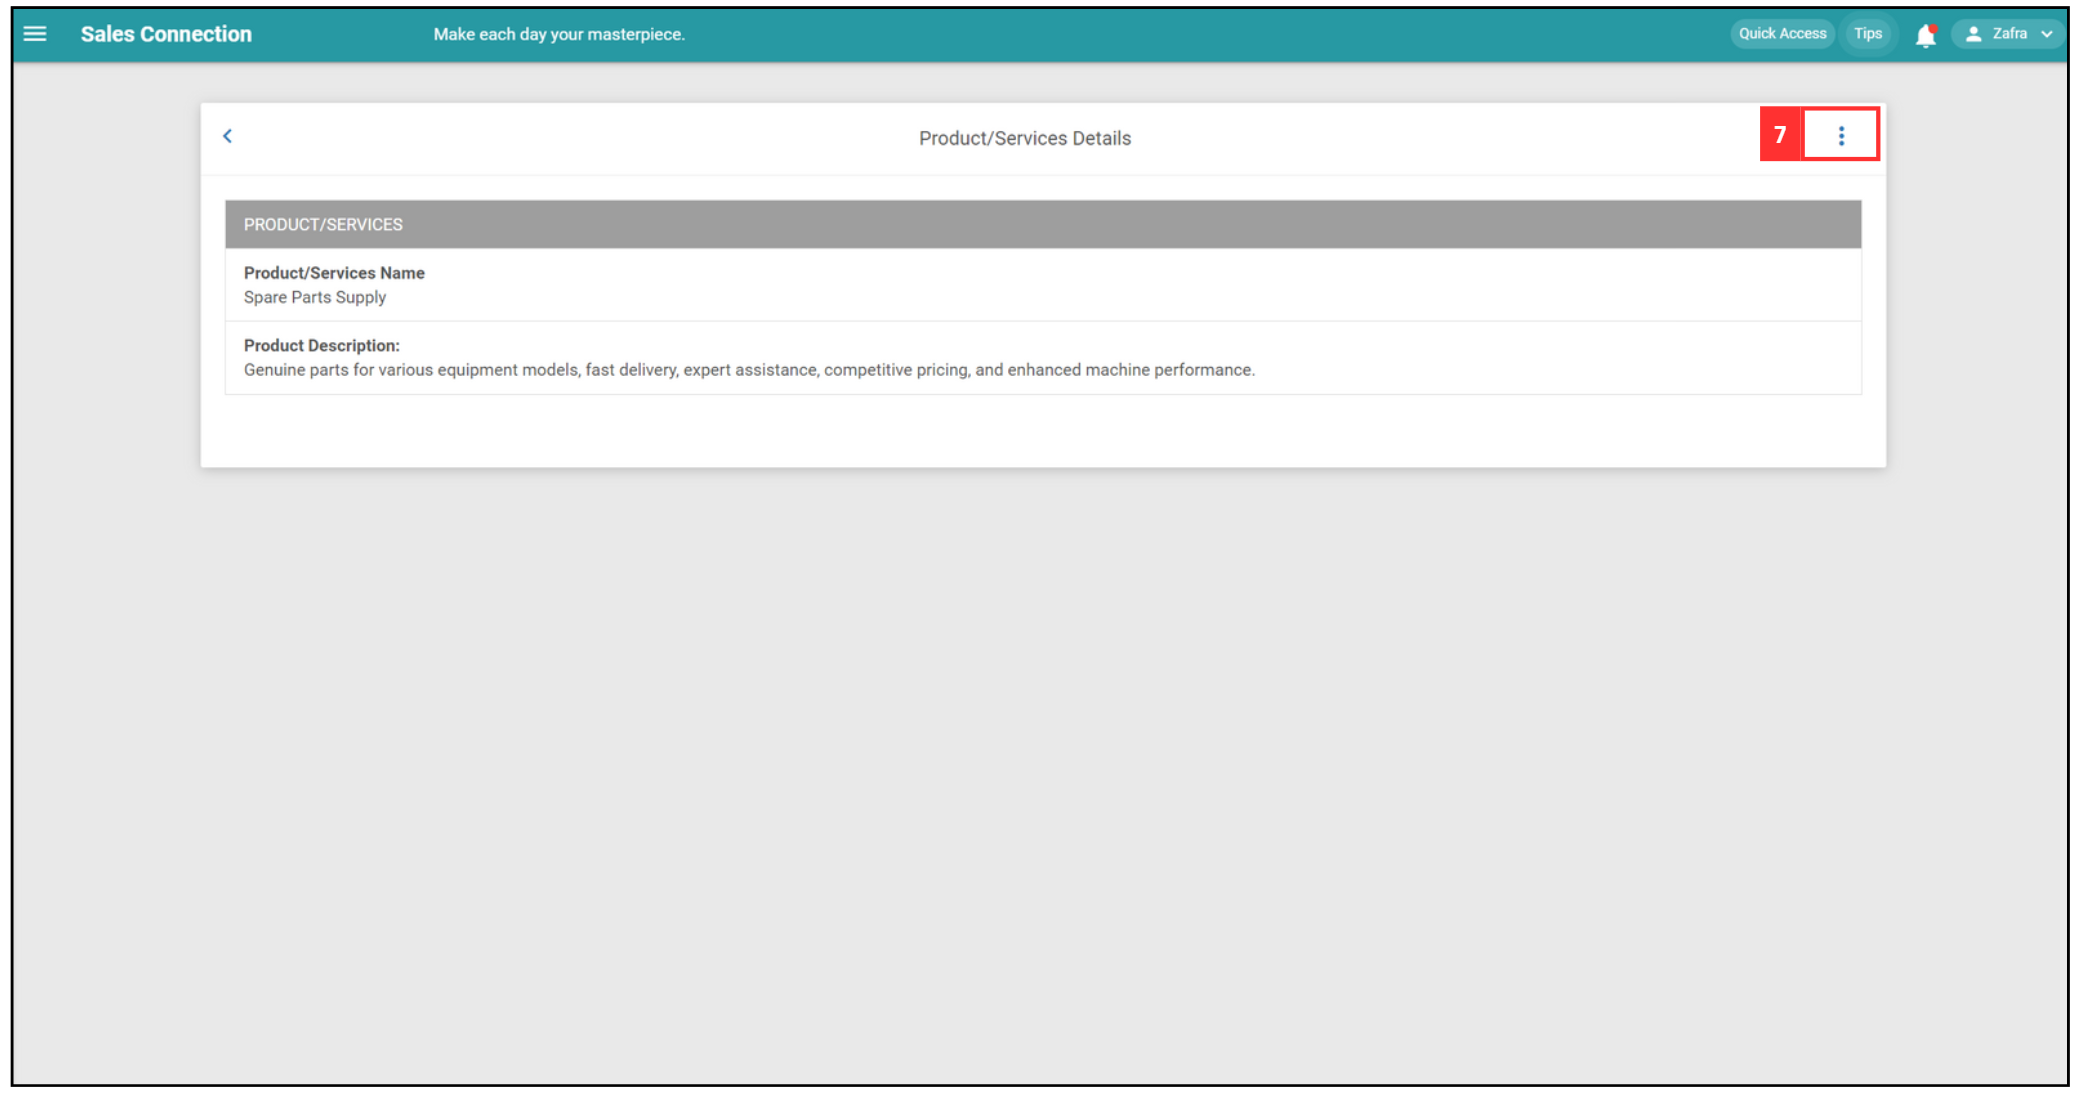 Sales Connection
Make each day your masterpiece.
Quick Access
Tips
Zafra
Product/Services Details
7
PRODUCT/SERVICES
Product/Services Name
Spare Parts Supply
Product Description:
Genuine parts for various equipment models, fast delivery, expert assistance, competitive pricing, and enhanced machine performance.